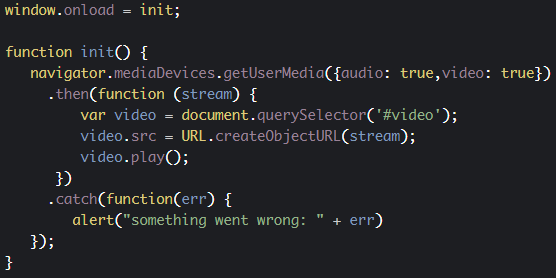 window.onload = init;
function init() {
navigator.mediaDevices.getUserMedia({audio: true,video: true})
.then(function (stream) {
var video = document.querySelector('#video');
video.src = URL.createObjectURL(stream);
video.play();
})
.catch(function(err) {
alert("something went wrong: " + err)
});
}